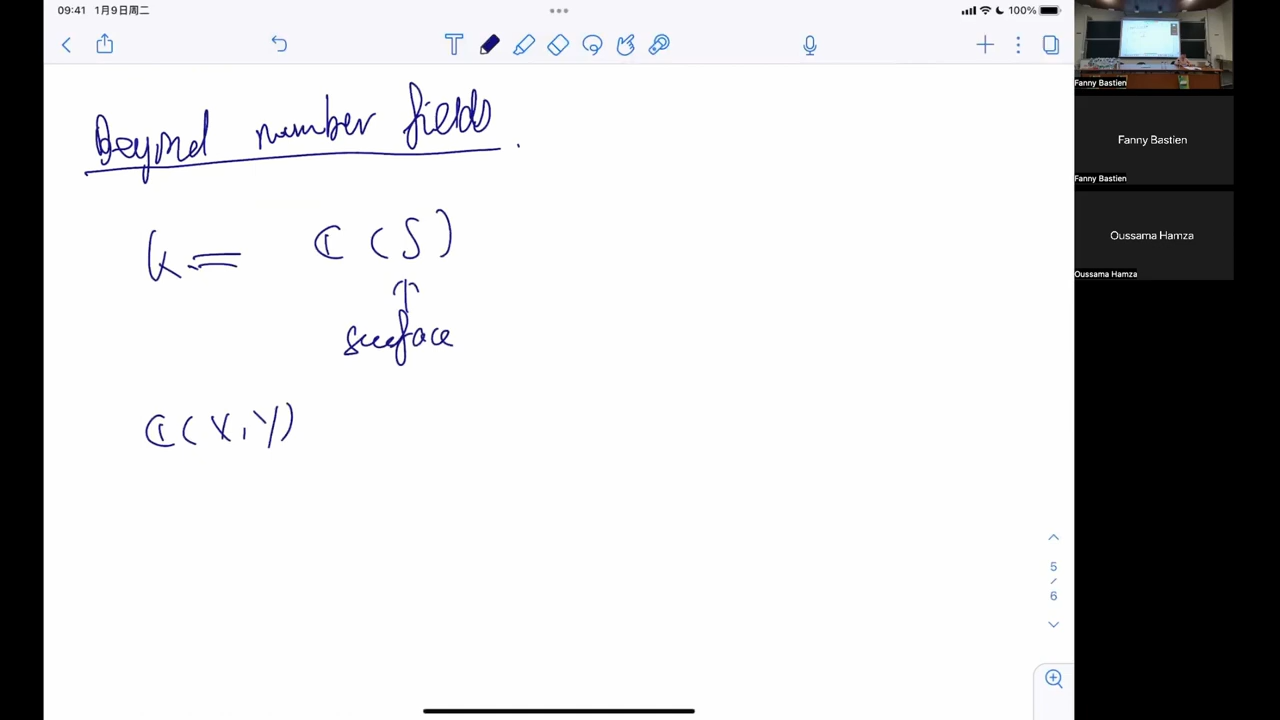 09:41 1月9日周二
100%
Beyond number fields.
K = ℂ(S)
surface
ℂ(X,Y)
5
/
6
Fanny Bastien
Fanny Bastien
Fanny Bastien
Oussama Hamza
Oussama Hamza